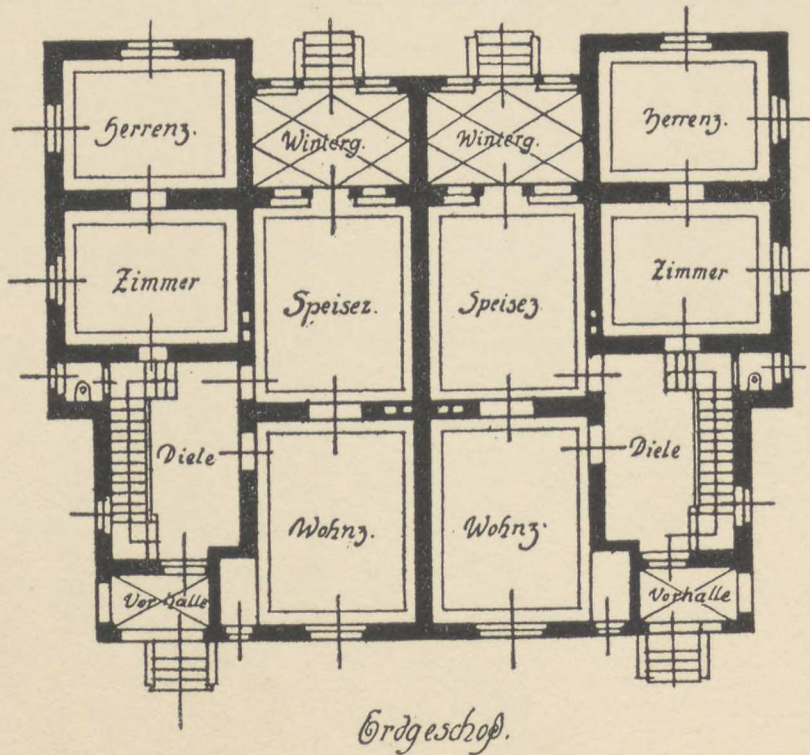 Herrenz.
Winterg.
Winterg.
Herrenz.
Zimmer
Speisez.
Speisez
Zimmer
Diele
Diele
Wohnz.
Wohnz.
Vorhalle
Vorhalle
Erdgeschoß.